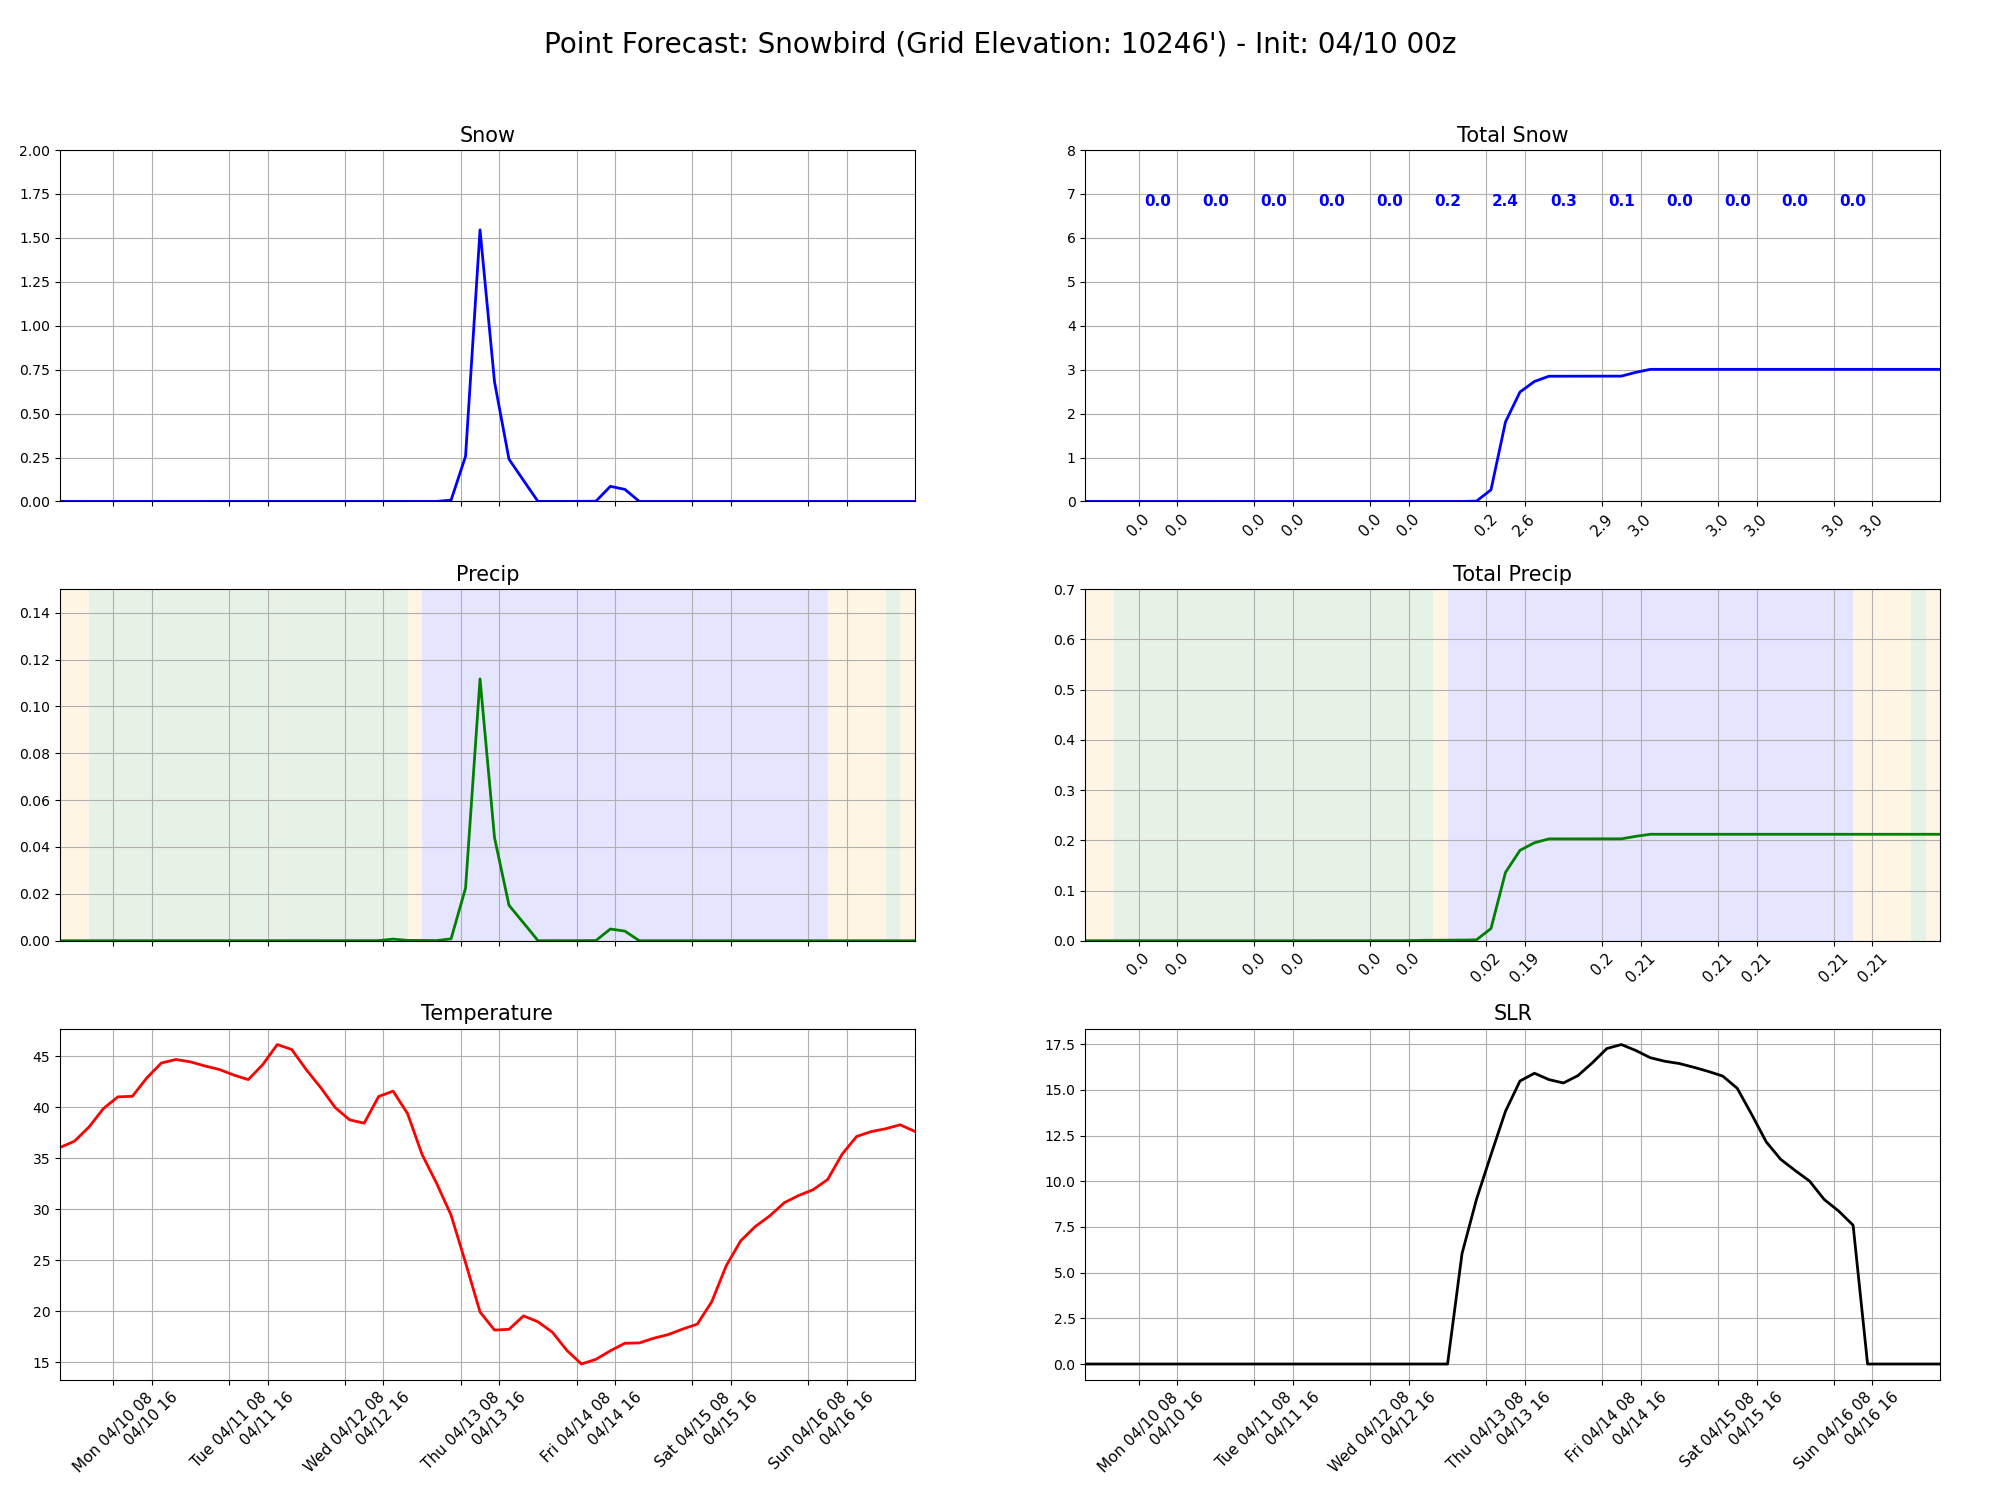 Point Forecast: Snowbird (Grid Elevation: 10246') - Init: 04/10 00z
Snow
2.00
1.75
1.50
1.25
1.00
0.75
0.50
0.25
0.00
Total Snow
8
7
6
5
4
3
2
1
0
0.0 0.0 0.0 0.0 0.0 0.2 2.4 0.3 0.1 0.0 0.0 0.0 0.0
0.0 0.0 0.0 0.0 0.0 0.0 0.2 2.6 2.9 3.0 3.0 3.0 3.0 3.0
Precip
0.14
0.12
0.10
0.08
0.06
0.04
0.02
0.00
Total Precip
0.7
0.6
0.5
0.4
0.3
0.2
0.1
0.0
0.0 0.0 0.0 0.0 0.0 0.0 0.02 0.19 0.2 0.21 0.21 0.21 0.21 0.21
Temperature
45
40
35
30
25
20
15
Mon 04/10 08
04/10 16
Tue 04/11 08
04/11 16
Wed 04/12 08
04/12 16
Thu 04/13 08
04/13 16
Fri 04/14 08
04/14 16
Sat 04/15 08
04/15 16
Sun 04/16 08
04/16 16
SLR
17.5
15.0
12.5
10.0
7.5
5.0
2.5
0.0
Mon 04/10 08
04/10 16
Tue 04/11 08
04/11 16
Wed 04/12 08
04/12 16
Thu 04/13 08
04/13 16
Fri 04/14 08
04/14 16
Sat 04/15 08
04/15 16
Sun 04/16 08
04/16 16